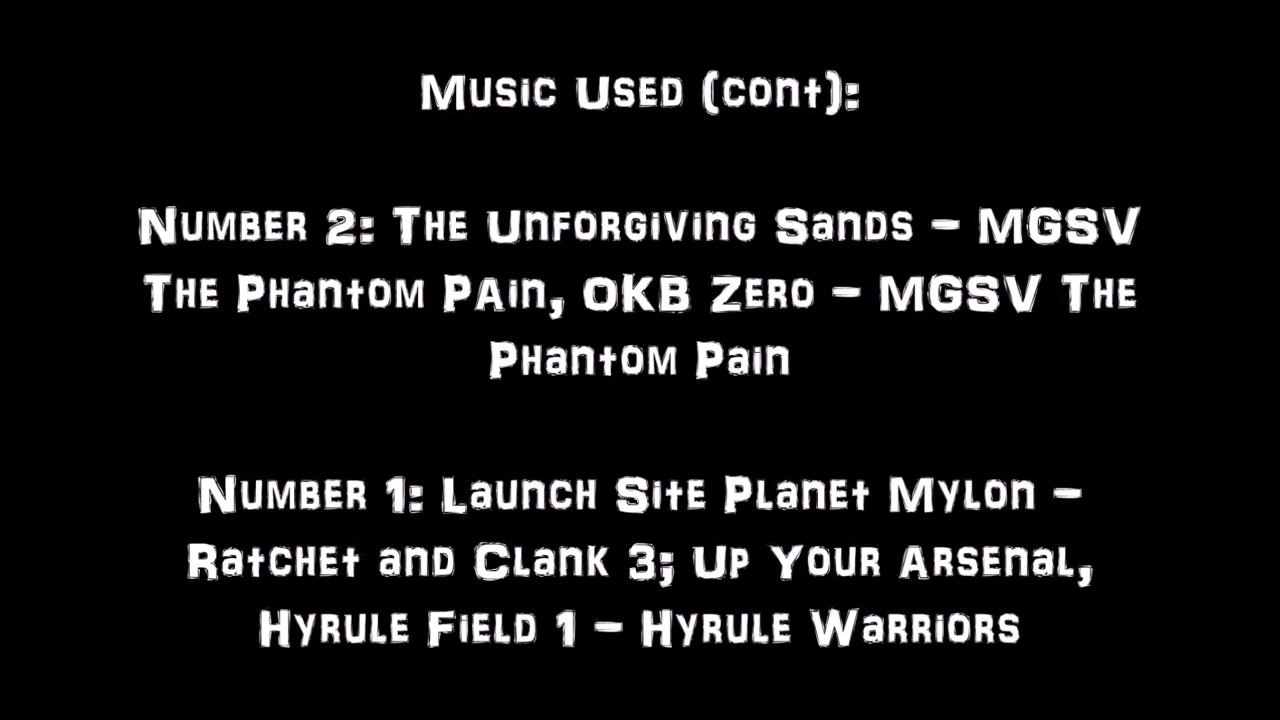 Music Used (cont):
Number 2: The Unforgiving Sands - MGSV
The Phantom Pain, OKB Zero - MGSV The
Phantom Pain
Number 1: Launch Site Planet Mylon -
Ratchet and Clank 3; Up Your Arsenal,
Hyrule Field 1 - Hyrule Warriors